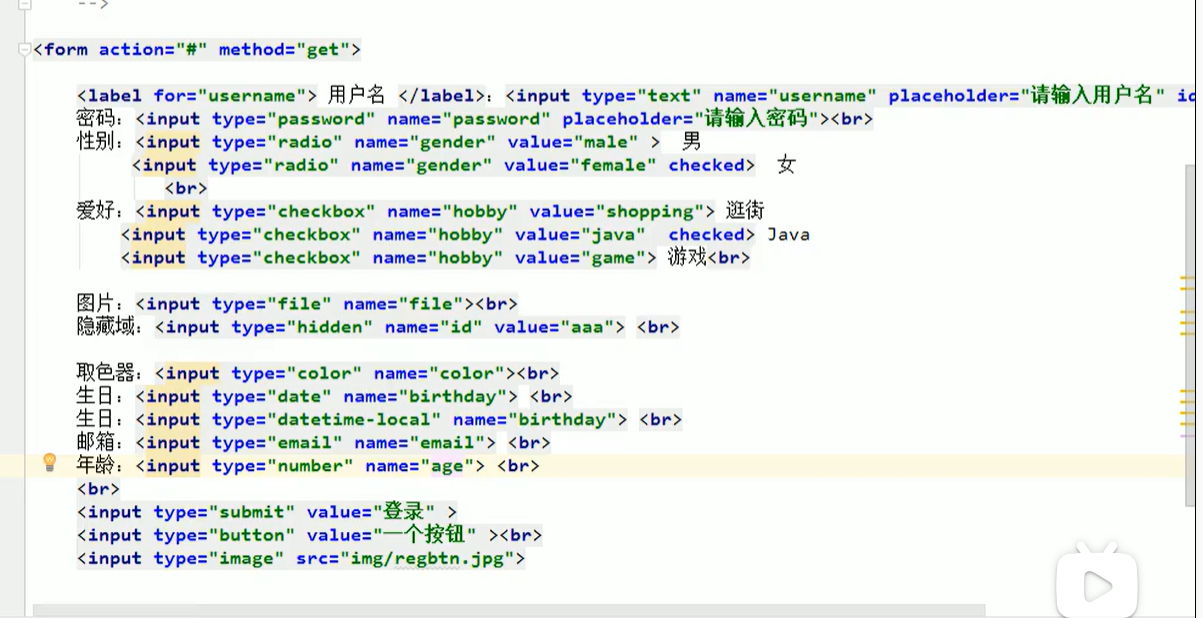 -->
<form action="#" method="get">
<label for="username"> 用户名 </label>: <input type="text" name="username" placeholder="请输入用户名"
密码: <input type="password" name="password" placeholder="请输入密码"><br>
性别: <input type="radio" name="gender" value="male" > 男
<input type="radio" name="gender" value="female" checked> 女
<br>
爱好: <input type="checkbox" name="hobby" value="shopping"> 逛街
<input type="checkbox" name="hobby" value="java" checked> Java
<input type="checkbox" name="hobby" value="game"> 游戏<br>
图片: <input type="file" name="file"><br>
隐藏域: <input type="hidden" name="id" value="aaa"> <br>
取色器: <input type="color" name="color"><br>
生日: <input type="date" name="birthday"> <br>
生日: <input type="datetime-local" name="birthday"> <br>
邮箱: <input type="email" name="email"> <br>
年龄: <input type="number" name="age"> <br>
<br>
<input type="submit" value="登录" >
<input type="button" value="一个按钮" ><br>
<input type="image" src="img/regbtn.jpg">